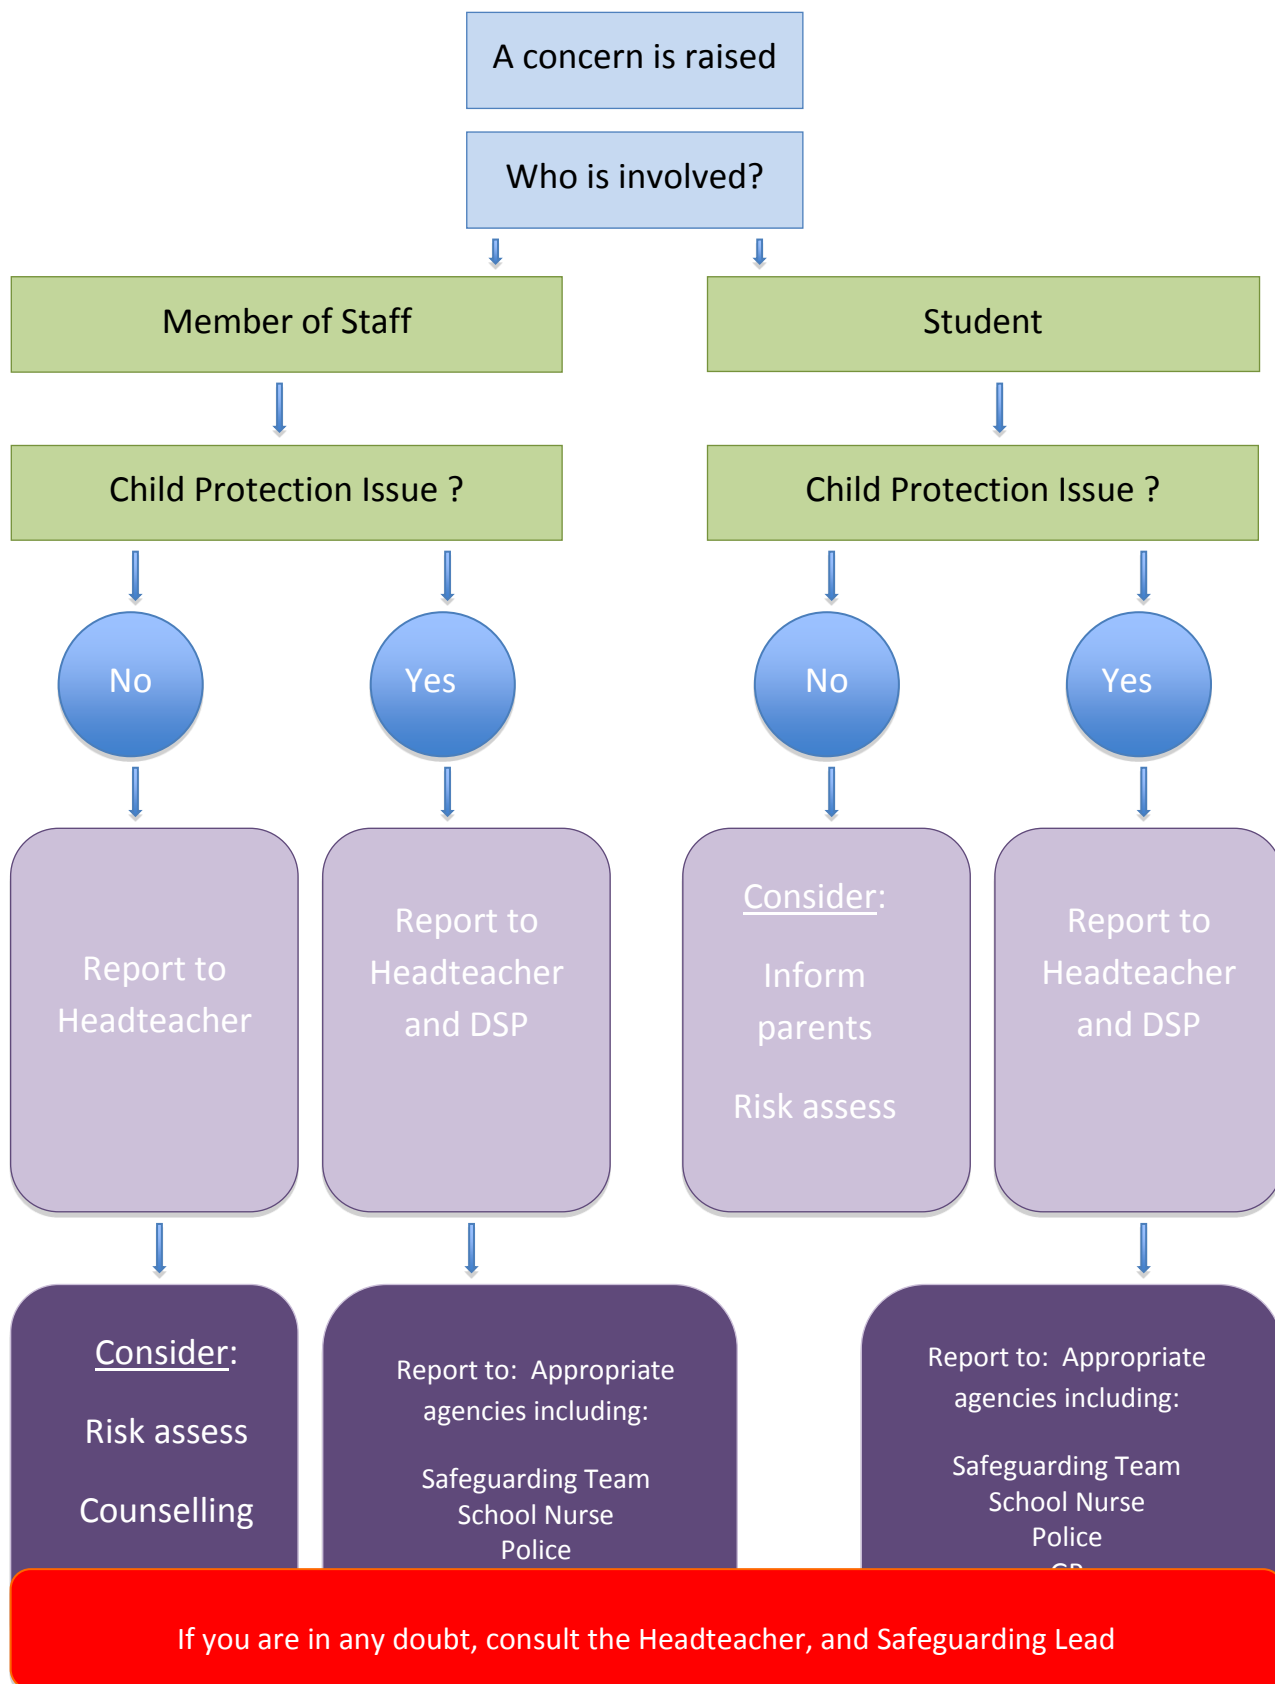 A concern is raised
Who is involved?
Member of Staff
Student
Child Protection Issue ?
Child Protection Issue ?
No
Yes
No
Yes
Report to
Headteacher
Report to
Headteacher
and DSP
Consider:
Inform
parents
Risk assess
Report to
Headteacher
and DSP
Consider:
Risk assess
Counselling
Report to:  Appropriate
agencies including:
Safeguarding Team
School Nurse
Police
Report to:  Appropriate
agencies including:
Safeguarding Team
School Nurse
Police
If you are in any doubt, consult the Headteacher, and Safeguarding Lead